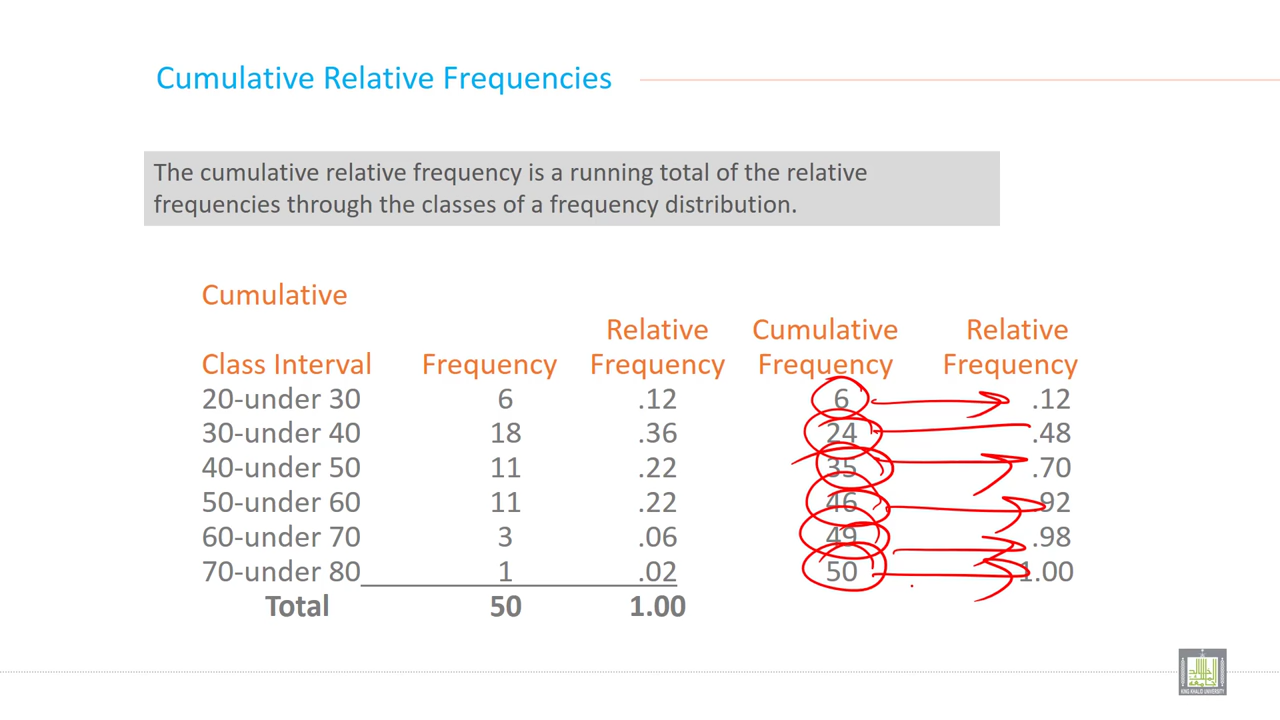 Cumulative Relative Frequencies
The cumulative relative frequency is a running total of the relative
frequencies through the classes of a frequency distribution.
Cumulative
Relative Cumulative Relative
Class Interval Frequency Frequency Frequency Frequency
20-under 30 6 .12 6 .12
30-under 40 18 .36 24 .48
40-under 50 11 .22 35 .70
50-under 60 11 .22 46 .92
60-under 70 3 .06 49 .98
70-under 80 1 .02 50 1.00
Total 50 1.00
KING KHALID UNIVERSITY